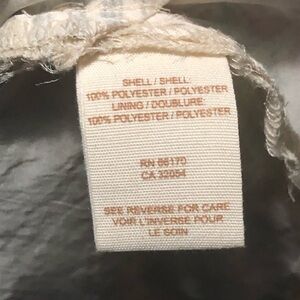 SHELL / SHELL:
100% POLYESTER / POLYESTER
LINING / DOUBLURE:
100% POLYESTER / POLYESTER
RN 66170
CA 32054
SEE REVERSE FOR CARE
VOIR L'INVERSE POUR
LE SOIN